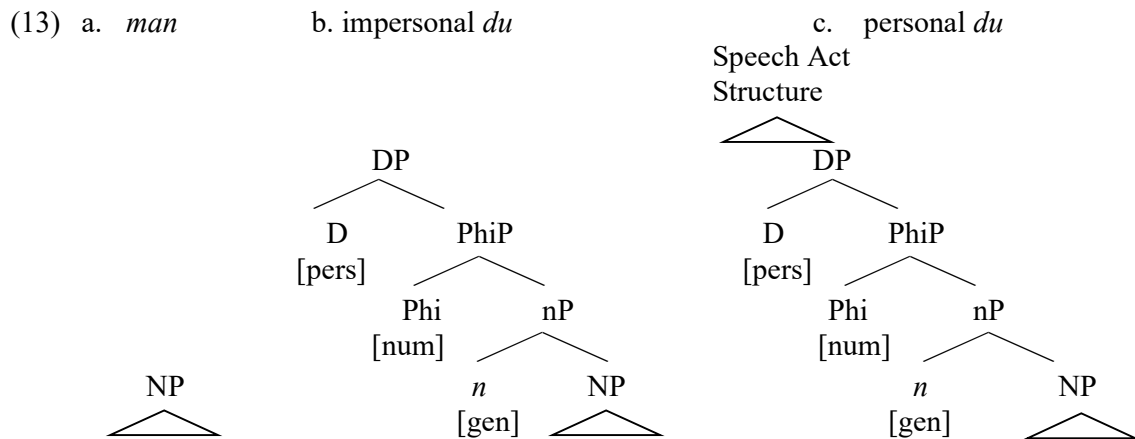 (13) a. man b. impersonal du c. personal du
Speech Act
Structure
DP DP
D PhiP D PhiP
[pers] [pers]
Phi nP Phi nP
[num] [num]
NP n NP n NP
[gen] [gen]